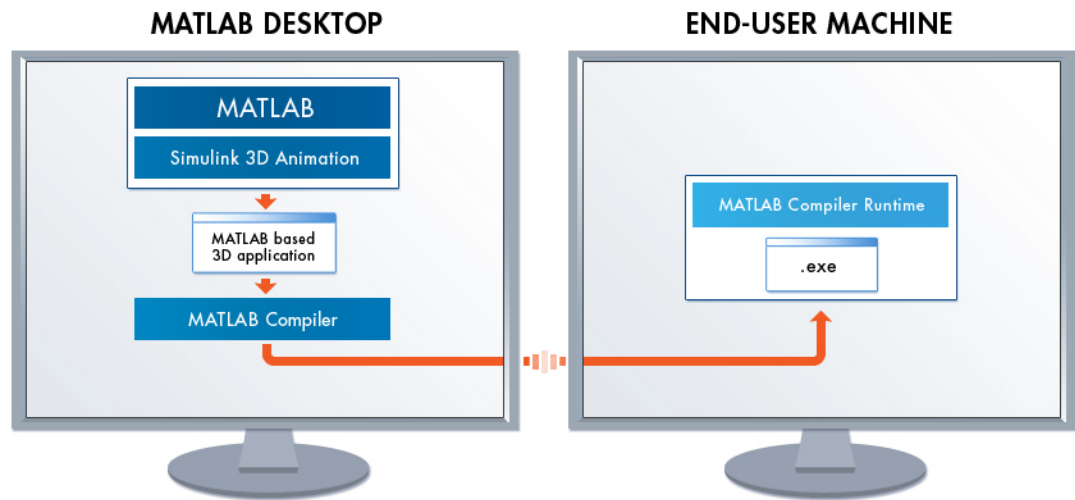 MATLAB DESKTOP
MATLAB
Simulink 3D Animation
MATLAB based
3D application
MATLAB Compiler
END-USER MACHINE
MATLAB Compiler Runtime
.exe